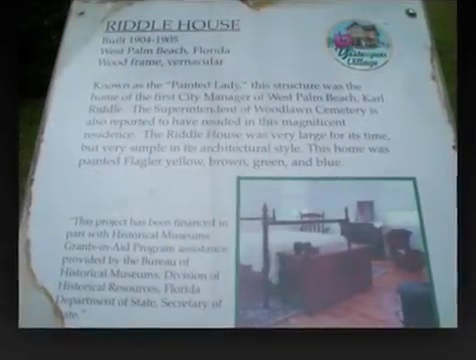 RIDDLE HOUSE
Built 1904-1905
West Palm Beach, Florida
Wood frame, vernacular
Yesteryear
Village
Known as the "Painted Lady," this structure was the
home of the first City Manager of West Palm Beach, Karl
Riddle. The Superintendent of Woodlawn Cemetery is
also reported to have resided in this magnificent
residence. The Riddle House was very large for its time,
but very simple in its architectural style. This home was
painted Flagler yellow, brown, green, and blue.
"This project has been financed in
part with Historical Museums
Grants-in-Aid Program assistance
provided by the Bureau of
Historical Museums, Division of
Historical Resources, Florida
Department of State, Secretary of
ate."